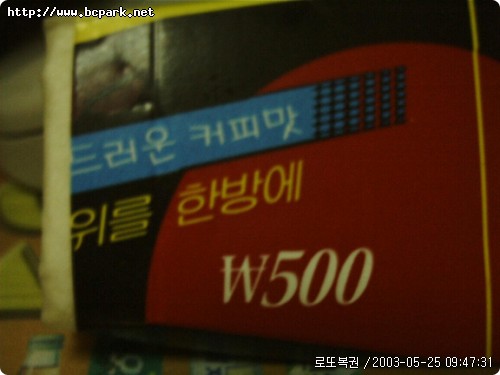 http://www.bcpark.net
드러운 커피맛
위를 한방에
₩500
로또복권 /2003-05-25 09:47:31